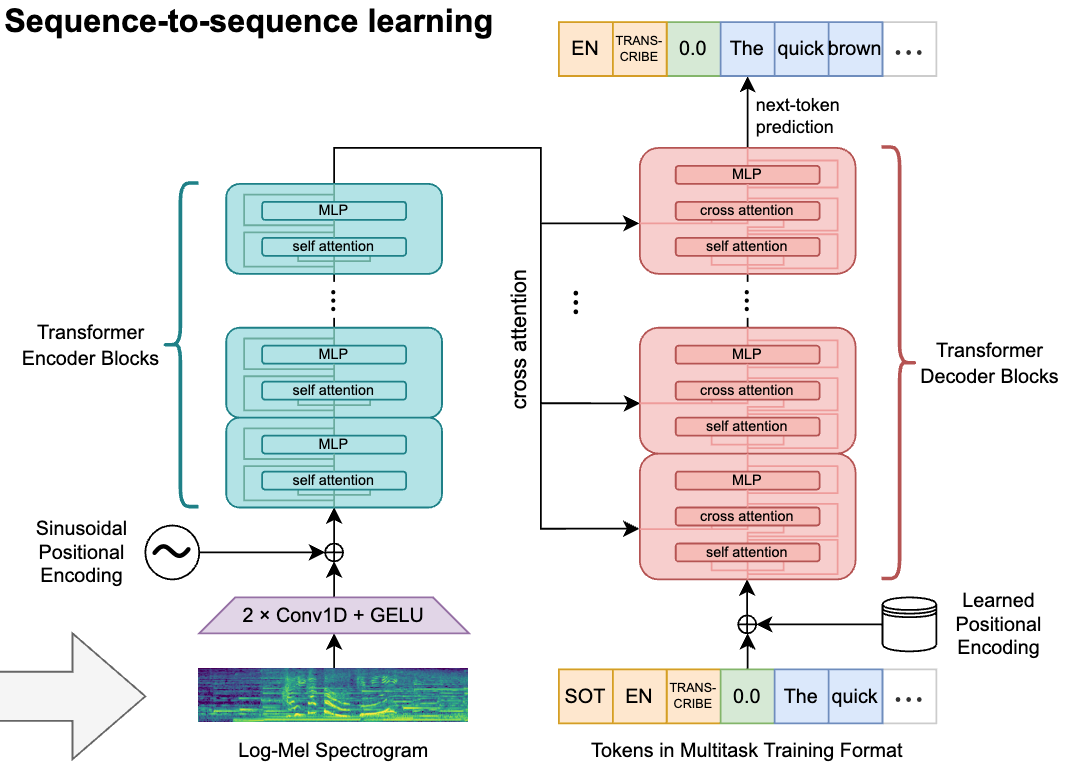 Sequence-to-sequence learning
EN TRANS-CRIBE 0.0 The quick brown ...
next-token
prediction
MLP
cross attention
self attention
MLP
self attention
Transformer
Encoder Blocks
MLP
self attention
MLP
self attention
cross attention
MLP
cross attention
self attention
MLP
cross attention
self attention
Transformer
Decoder Blocks
Sinusoidal
Positional
Encoding
2 × Conv1D + GELU
Learned
Positional
Encoding
SOT EN TRANS-CRIBE 0.0 The quick ...
Log-Mel Spectrogram
Tokens in Multitask Training Format